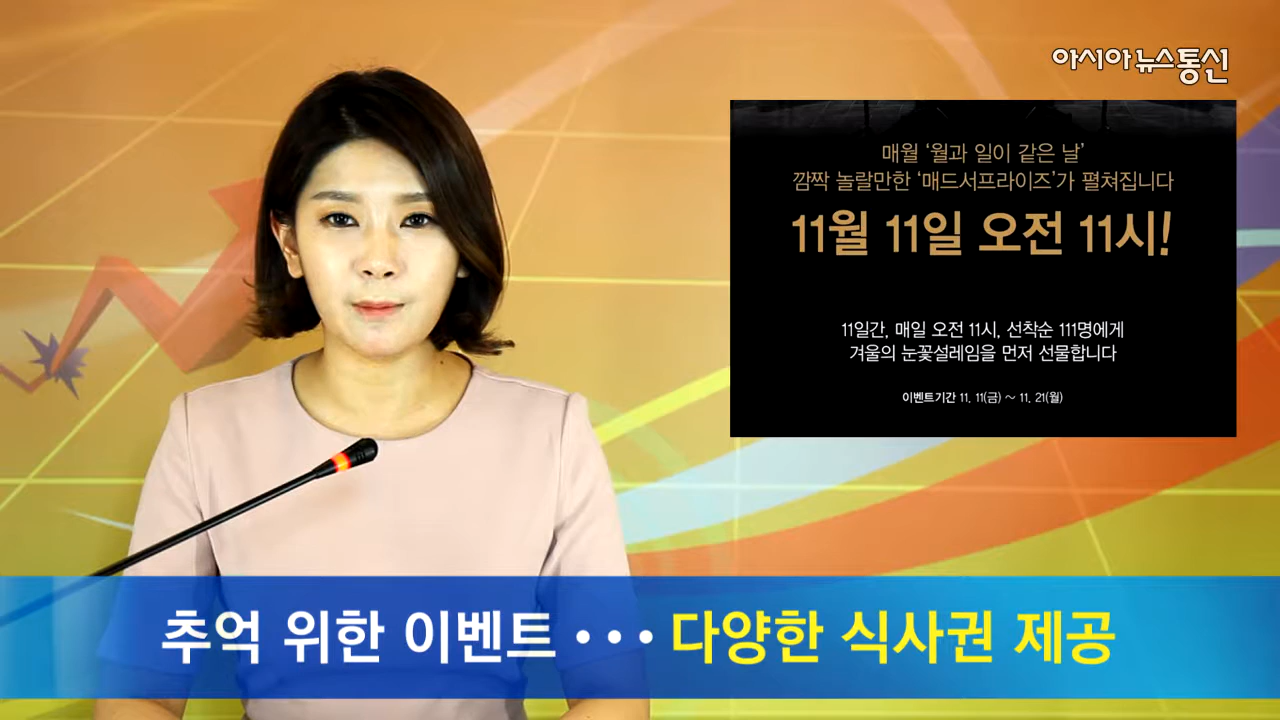 아시아뉴스통신
매월 ‘월과 일이 같은 날’
깜짝 놀랄만한 ‘매드서프라이즈’가 펼쳐집니다
11월 11일 오전 11시!
11일간, 매일 오전 11시, 선착순 111명에게
겨울의 눈꽃설레임을 먼저 선물합니다
이벤트기간 11. 11(금) ~ 11. 21(월)
추억 위한 이벤트 • • • 다양한 식사권 제공